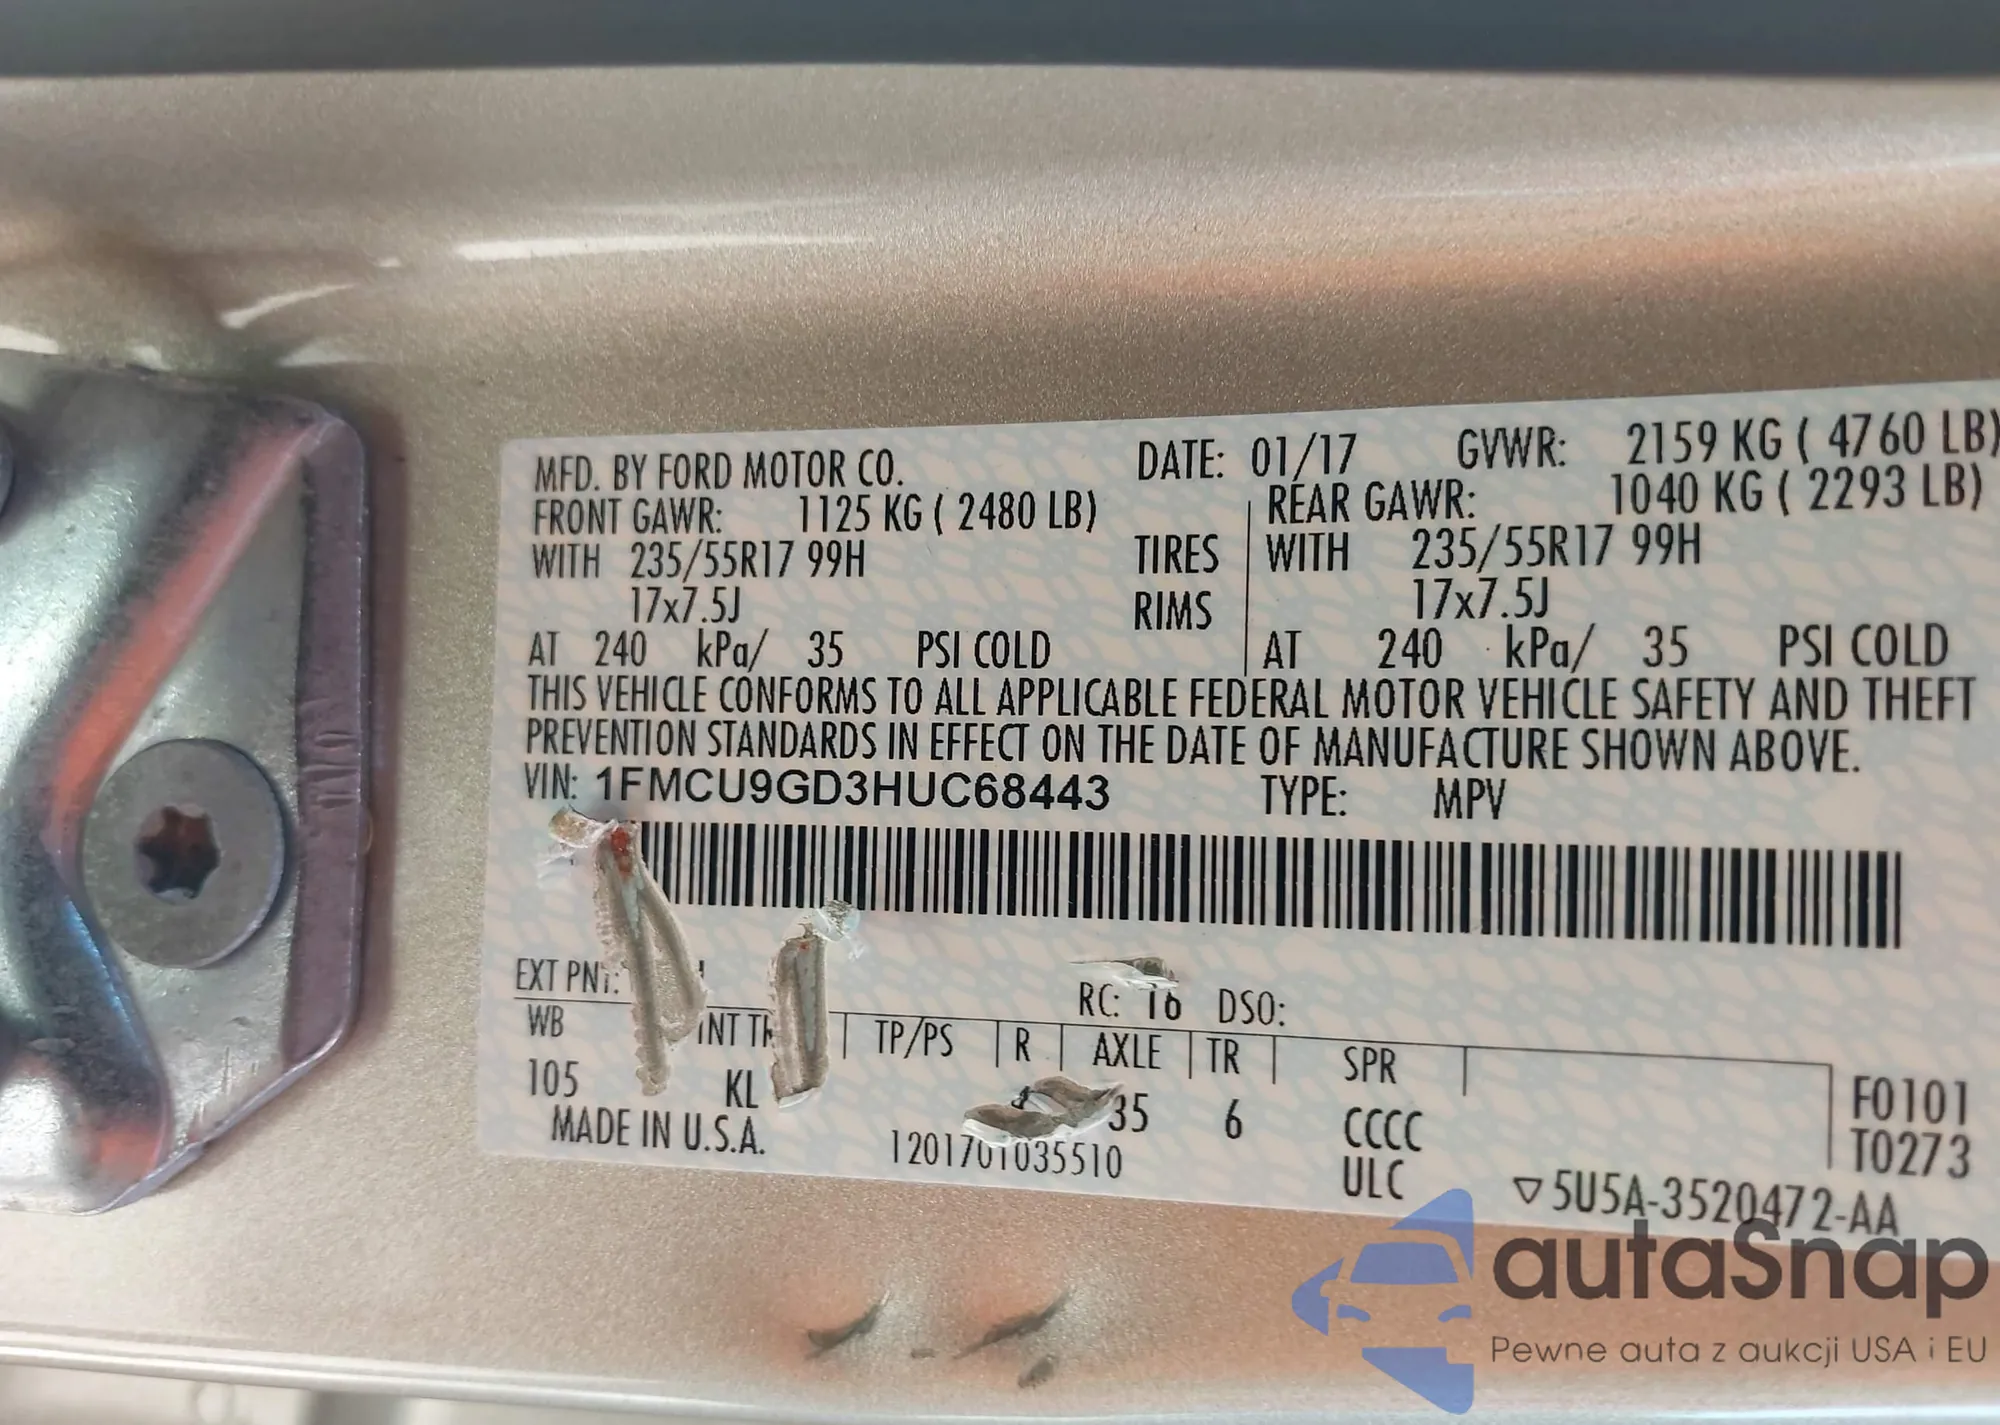 MFD. BY FORD MOTOR CO. DATE: 01/17 GVWR: 2159 KG ( 4760 LB)
FRONT GAWR: 1125 KG ( 2480 LB) REAR GAWR: 1040 KG ( 2293 LB)
WITH 235/55R17 99H TIRES WITH 235/55R17 99H
17x7.5J RIMS 17x7.5J
AT 240 kPa/ 35 PSI COLD AT 240 kPa/ 35 PSI COLD
THIS VEHICLE CONFORMS TO ALL APPLICABLE FEDERAL MOTOR VEHICLE SAFETY AND THEFT
PREVENTION STANDARDS IN EFFECT ON THE DATE OF MANUFACTURE SHOWN ABOVE.
VIN: 1FMCU9GD3HUC68443 TYPE: MPV
EXT PNT: RC: 16 DSO:
WB INT TR TP/PS R AXLE TR SPR
105 KL 35 6 CCCC F0101
MADE IN U.S.A. 1201701035510 ULC T0273
▽5U5A-3520472-AA
autaSnap
Pewne auta z aukcji USA i EU